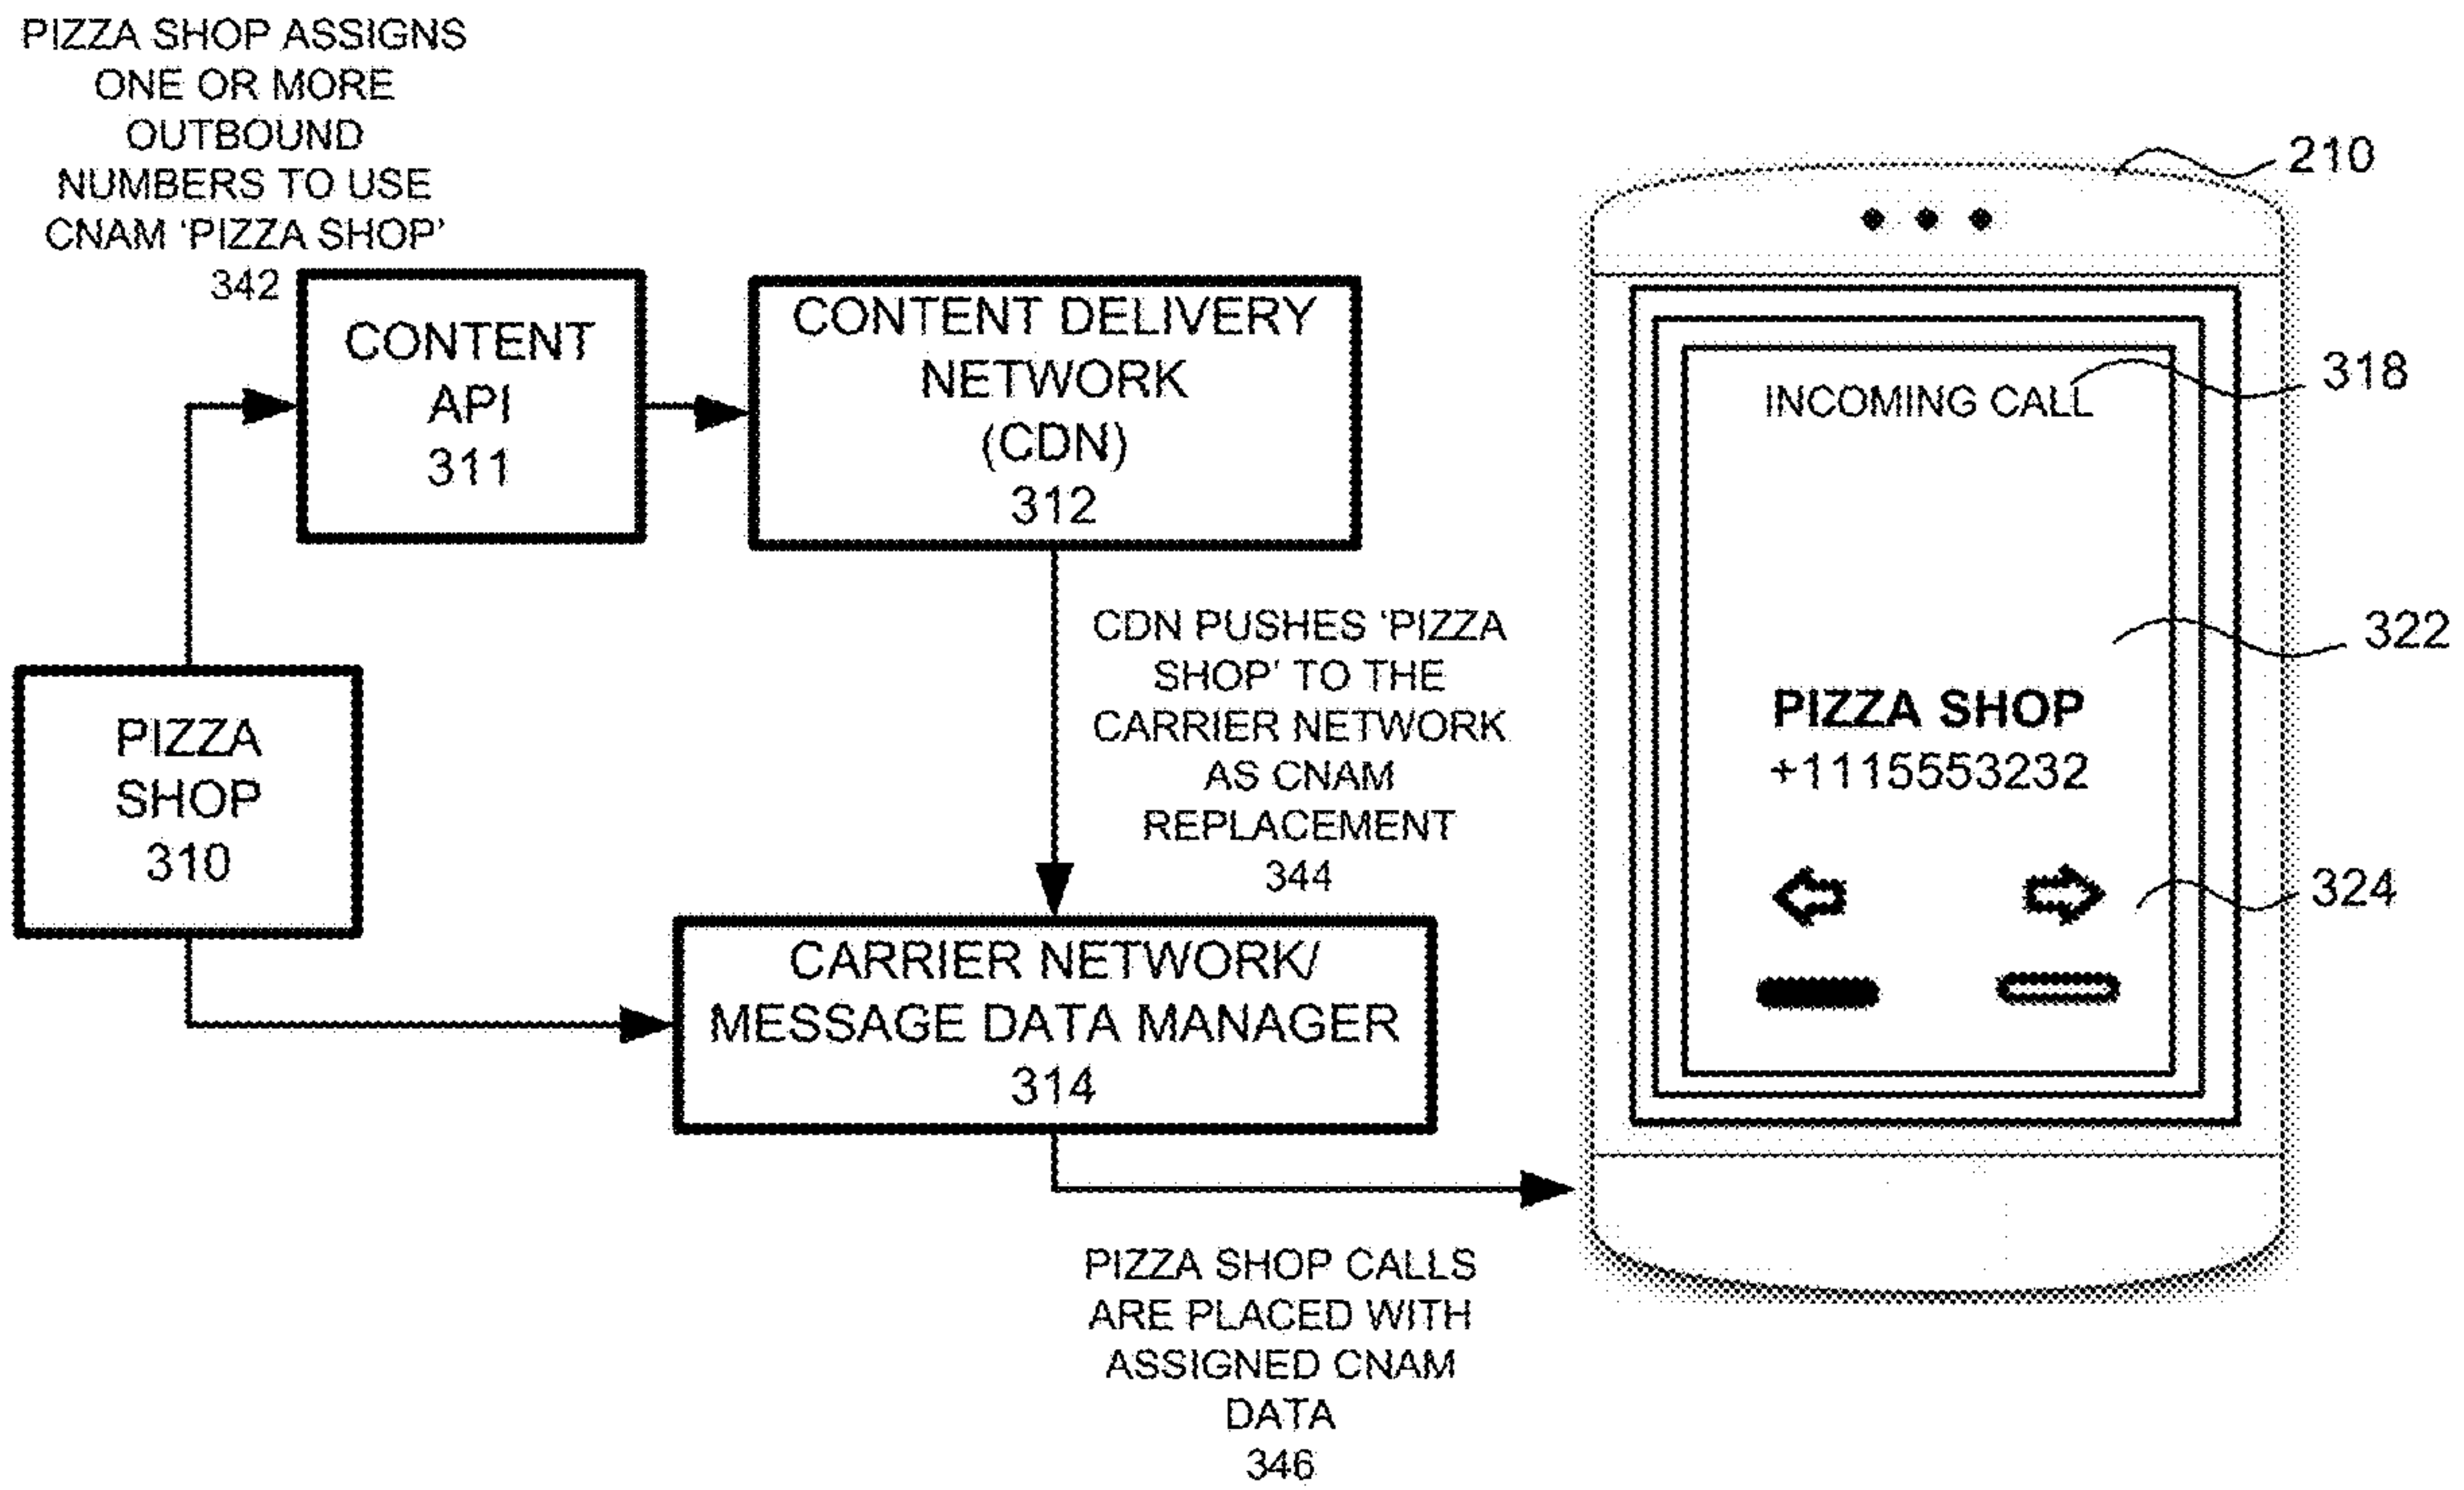 PIZZA SHOP ASSIGNS
ONE OR MORE
OUTBOUND
NUMBERS TO USE
CNAM ‘PIZZA SHOP’
342
CONTENT
API
311
CONTENT DELIVERY
NETWORK
(CDN)
312
PIZZA
SHOP
310
CDN PUSHES ‘PIZZA
SHOP’ TO THE
CARRIER NETWORK
AS CNAM
REPLACEMENT
344
CARRIER NETWORK/
MESSAGE DATA MANAGER
314
PIZZA SHOP CALLS
ARE PLACED WITH
ASSIGNED CNAM
DATA
346
210
INCOMING CALL
318
322
PIZZA SHOP
+1115553232
324